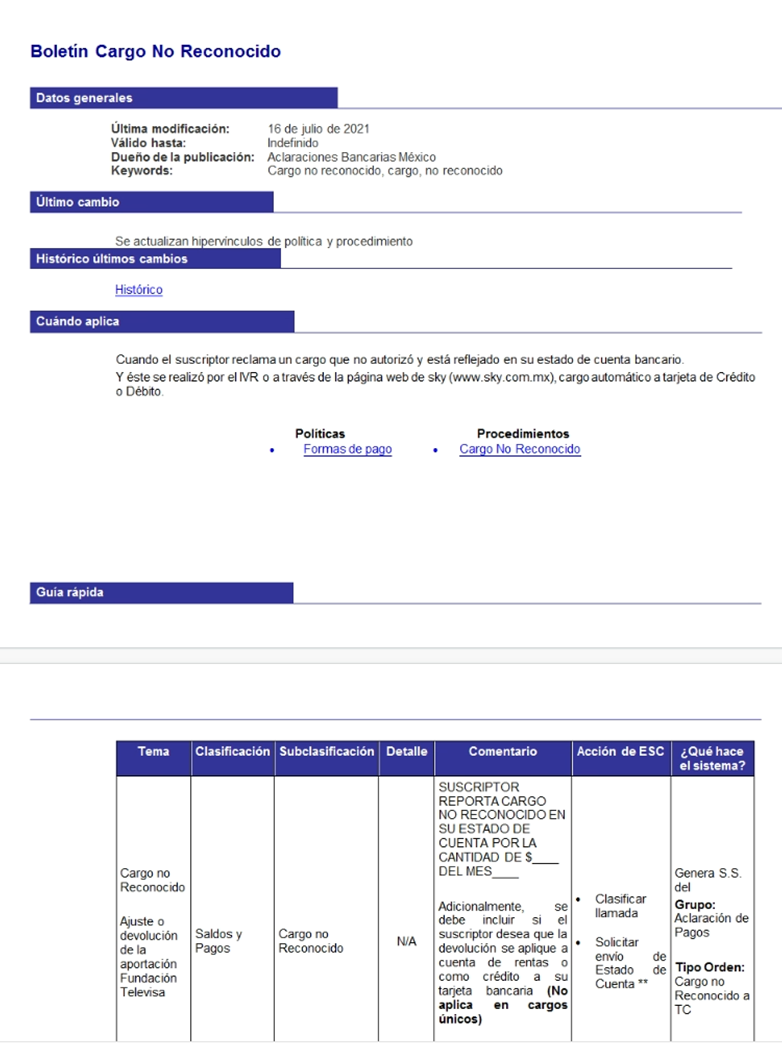 Boletín Cargo No Reconocido
Datos generales
Última modificación: 16 de julio de 2021
Válido hasta: Indefinido
Dueño de la publicación: Aclaraciones Bancarias México
Keywords: Cargo no reconocido, cargo, no reconocido
Último cambio
Se actualizan hipervínculos de política y procedimiento
Histórico últimos cambios
Histórico
Cuándo aplica
Cuando el suscriptor reclama un cargo que no autorizó y está reflejado en su estado de cuenta bancario.
Y éste se realizó por el IVR o a través de la página web de sky (www.sky.com.mx), cargo automático a tarjeta de Crédito
o Débito.
Políticas
• Formas de pago
Procedimientos
• Cargo No Reconocido
Guía rápida
Tema
Clasificación
Subclasificación
Detalle
Comentario
Acción de ESC
¿Qué hace
el sistema?
Cargo no
Reconocido
Ajuste o
devolución
de la
aportación
Fundación
Televisa
Saldos y
Pagos
Cargo no
Reconocido
N/A
SUSCRIPTOR
REPORTA CARGO
NO RECONOCIDO EN
SU ESTADO DE
CUENTA POR LA
CANTIDAD DE $____
DEL MES____
Adicionalmente, se
debe incluir si el
suscriptor desea que la
devolución se aplique a
cuenta de rentas o
como crédito a su
tarjeta bancaria (No
aplica en cargos
únicos)
• Clasificar
llamada
• Solicitar
envío de
Estado de
Cuenta **
Genera S.S.
del
Grupo:
Aclaración de
Pagos
Tipo Orden:
Cargo no
Reconocido a
TC